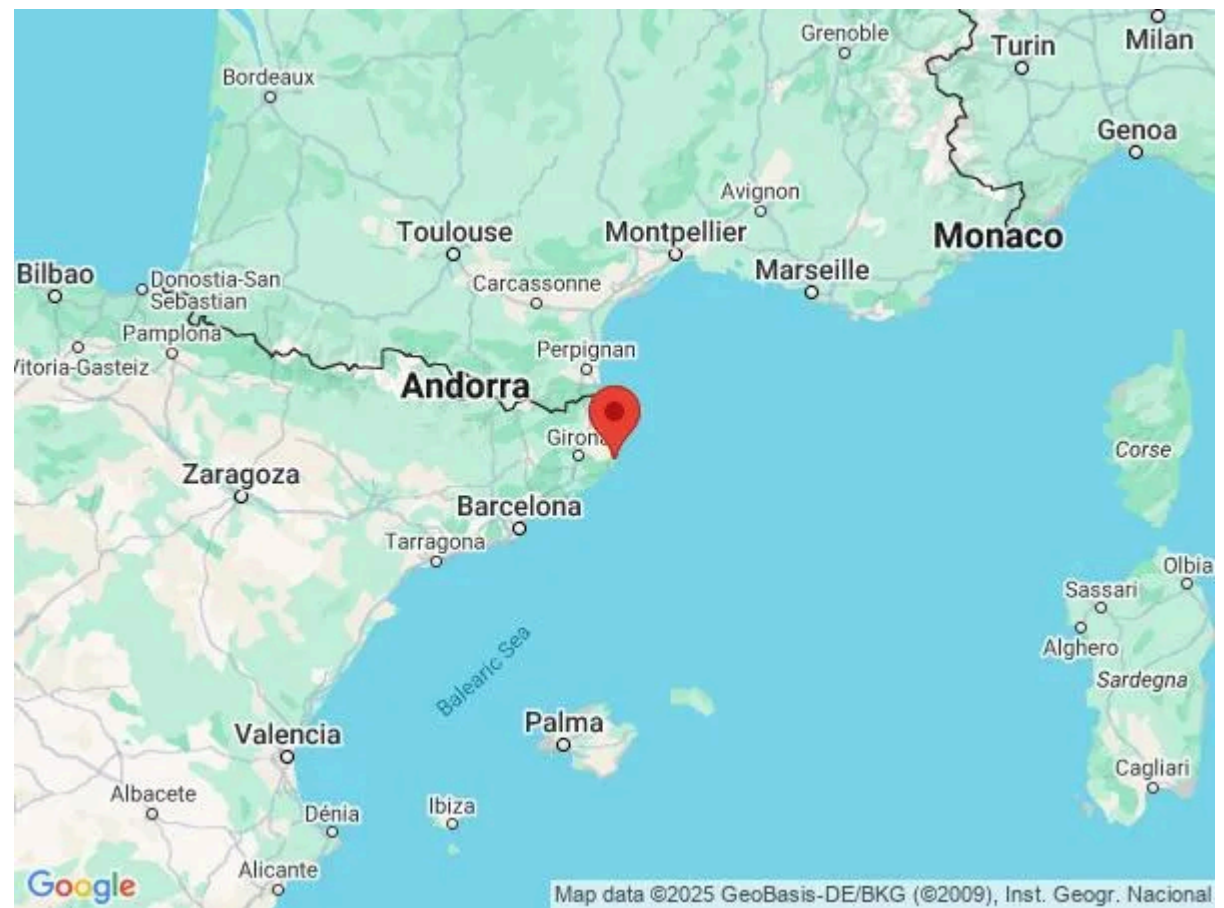 Grenoble
Turin
Milan
Bordeaux
Genoa
Avignon
Toulouse
Montpellier
Monaco
Bilbao
Donostia-San
Sebastian
Carcassonne
Marseille
Pamplona
Vitoria-Gasteiz
Perpignan
Andorra
Girona
Corse
Zaragoza
Barcelona
Tarragona
Olbia
Sassari
Alghero
Balearic Sea
Sardegna
Palma
Valencia
Cagliari
Albacete
Ibiza
Dénia
Alicante
Google
Map data ©2025 GeoBasis-DE/BKG (©2009), Inst. Geogr. Nacional